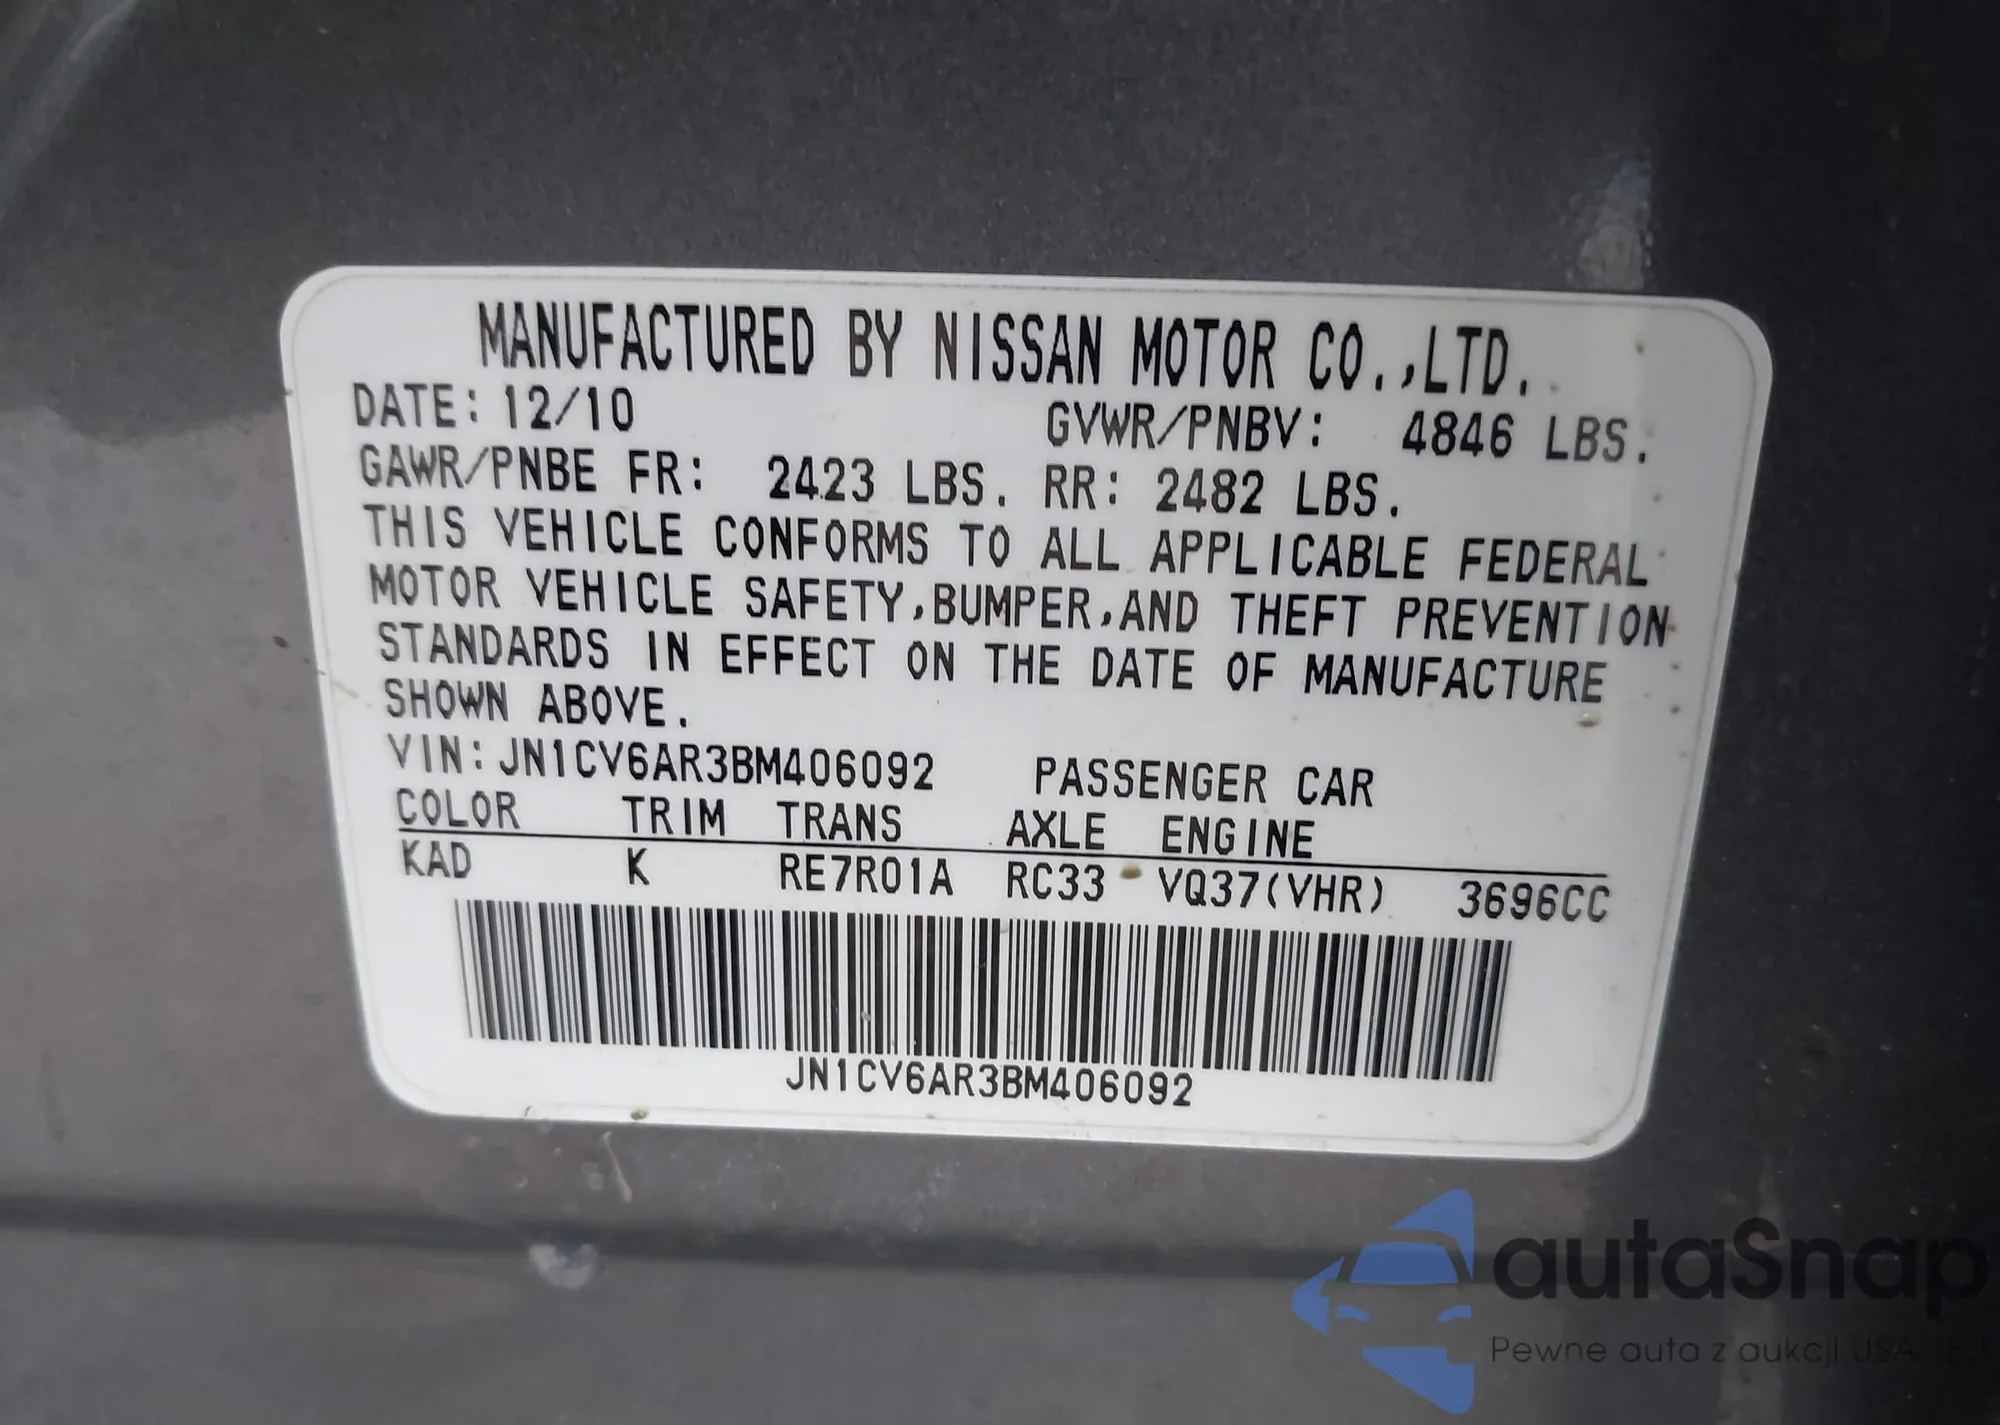 MANUFACTURED BY NISSAN MOTOR CO.,LTD.
DATE: 12/10 GVWR/PNBV: 4846 LBS.
GAWR/PNBE FR: 2423 LBS. RR: 2482 LBS.
THIS VEHICLE CONFORMS TO ALL APPLICABLE FEDERAL
MOTOR VEHICLE SAFETY,BUMPER,AND THEFT PREVENTION
STANDARDS IN EFFECT ON THE DATE OF MANUFACTURE
SHOWN ABOVE.
VIN: JN1CV6AR3BM406092 PASSENGER CAR
COLOR TRIM TRANS AXLE ENGINE
KAD K RE7R01A RC33 VQ37(VHR) 3696CC
JN1CV6AR3BM406092
autaSnap
Pewne auta z aukcji USA